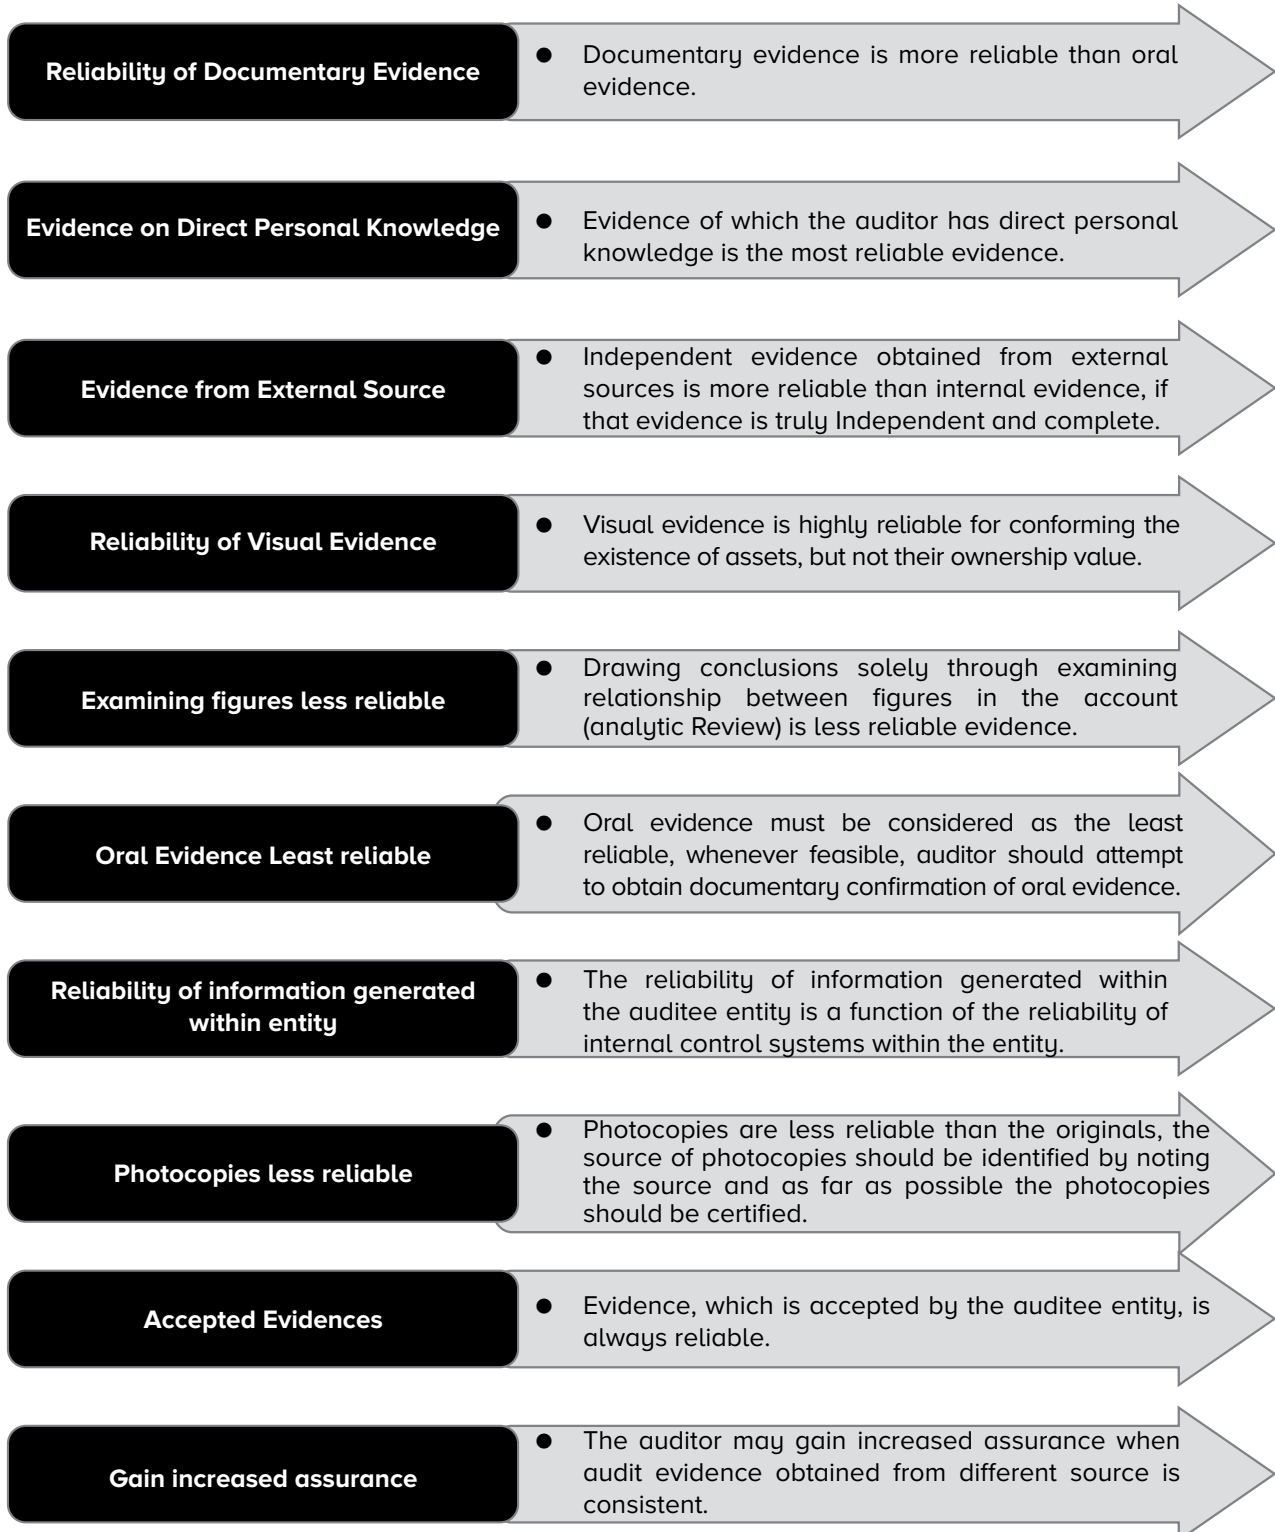 Reliability of Documentary Evidence
● Documentary evidence is more reliable than oral
evidence.
Evidence on Direct Personal Knowledge
● Evidence of which the auditor has direct personal
knowledge is the most reliable evidence.
Evidence from External Source
● Independent evidence obtained from external
sources is more reliable than internal evidence, if
that evidence is truly Independent and complete.
Reliability of Visual Evidence
● Visual evidence is highly reliable for conforming the
existence of assets, but not their ownership value.
Examining figures less reliable
● Drawing conclusions solely through examining
relationship between figures in the account
(analytic Review) is less reliable evidence.
Oral Evidence Least reliable
● Oral evidence must be considered as the least
reliable, whenever feasible, auditor should attempt
to obtain documentary confirmation of oral evidence.
Reliability of information generated
within entity
● The reliability of information generated within
the auditee entity is a function of the reliability of
internal control systems within the entity.
Photocopies less reliable
● Photocopies are less reliable than the originals, the
source of photocopies should be identified by noting
the source and as far as possible the photocopies
should be certified.
Accepted Evidences
● Evidence, which is accepted by the auditee entity, is
always reliable.
Gain increased assurance
● The auditor may gain increased assurance when
audit evidence obtained from different source is
consistent.